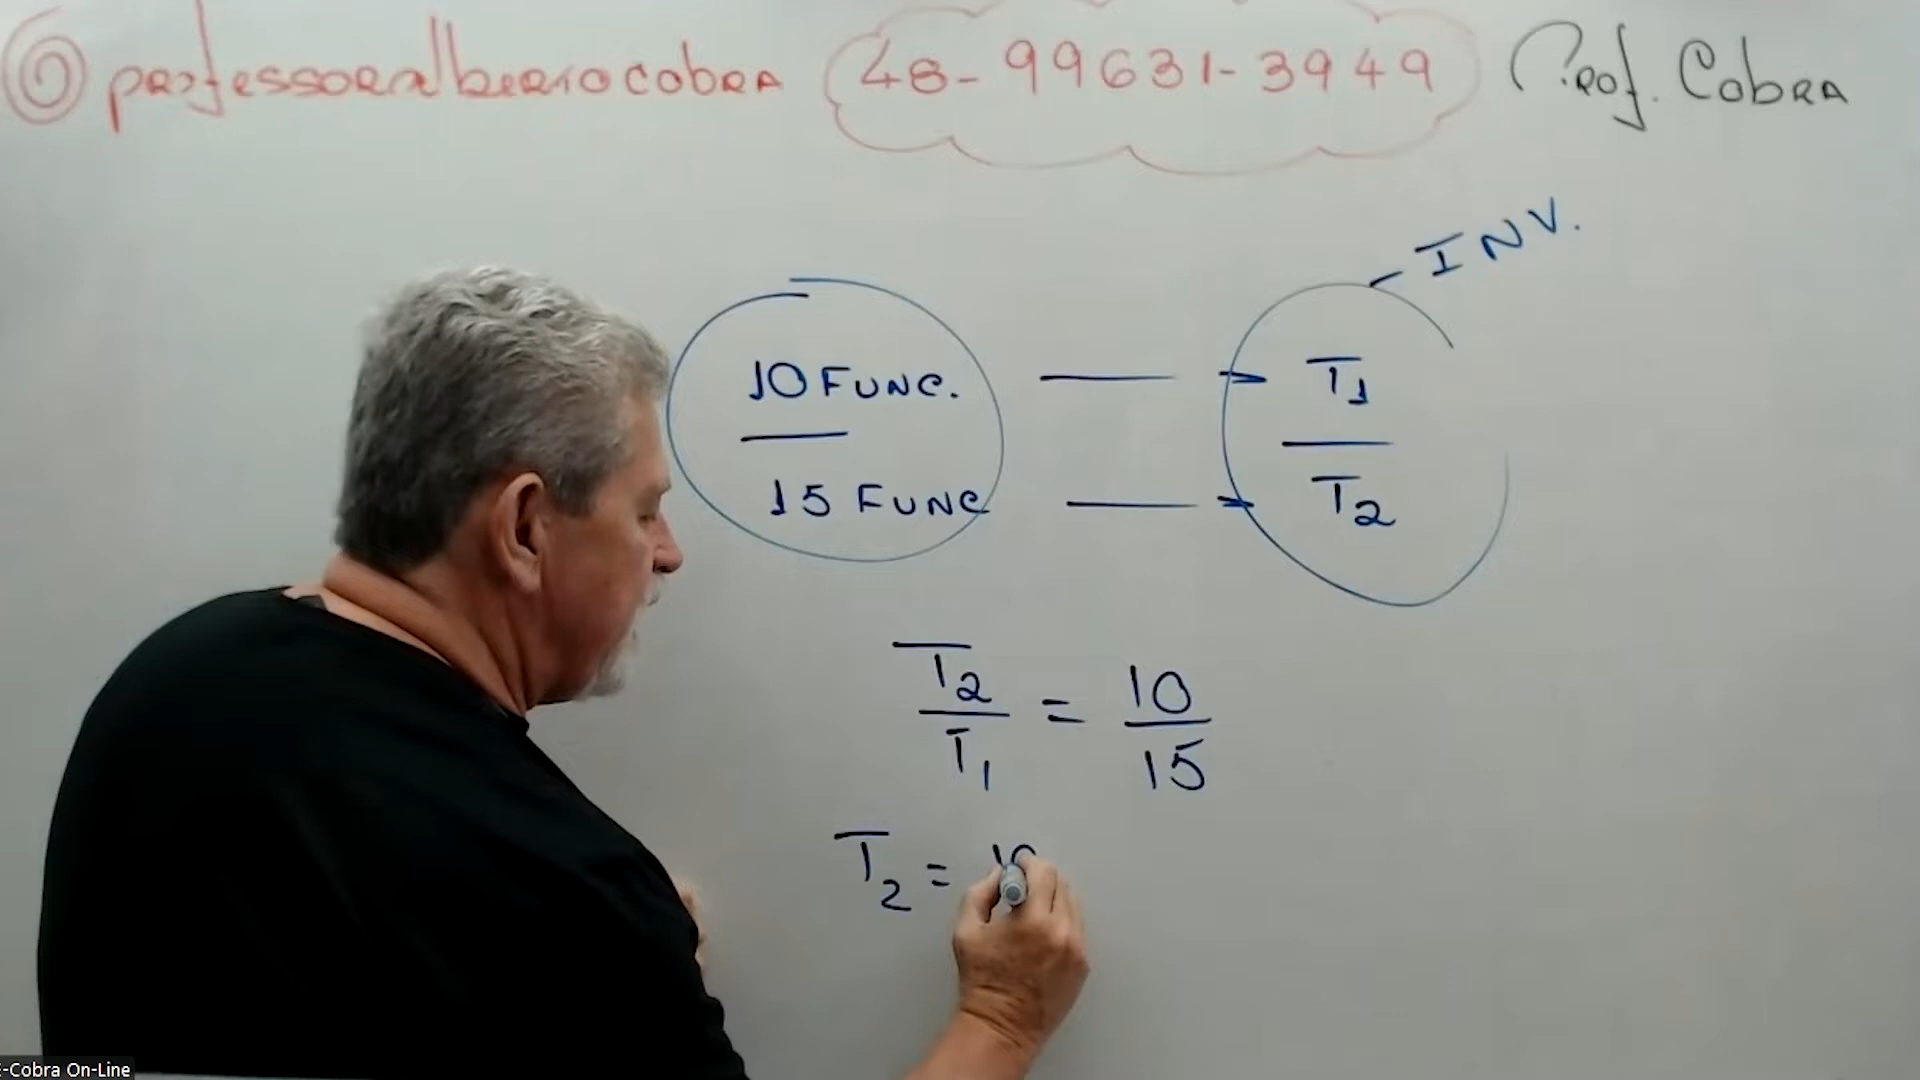 professoralbertocobra 48-99631-3949 Prof. Cobra
INV.
10 FUNC. T1
15 FUNC T2
T2 = 10
T1 15
T2 = 10
E-Cobra On-Line